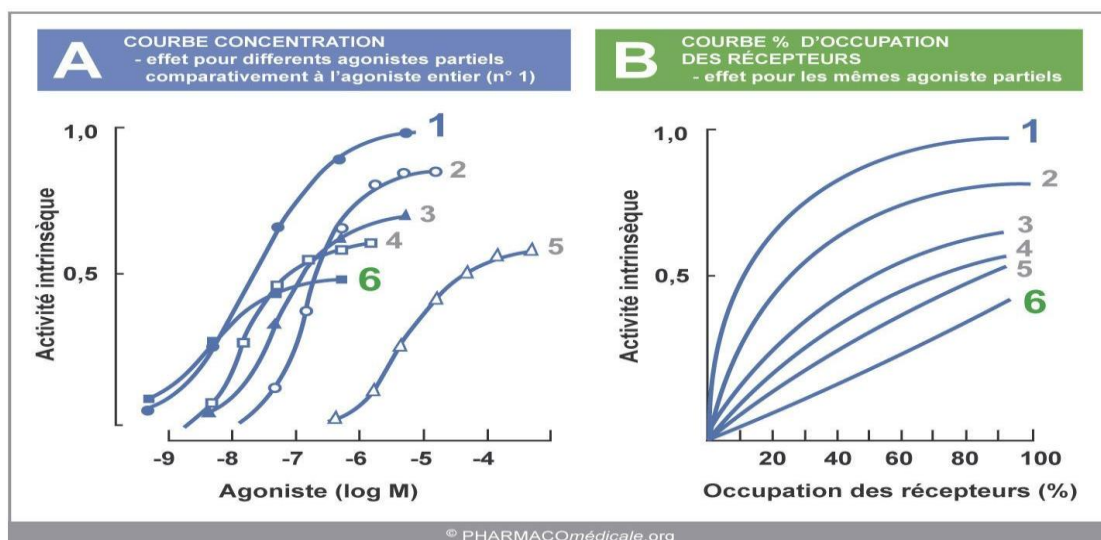 A
COURBE CONCENTRATION
- effet pour differents agonistes partiels
comparativement à l'agoniste entier (n° 1)
1,0
0,5
Activité intrinsèque
1
2
3
4
5
6
-9 -8 -7 -6 -5 -4
Agoniste (log M)
B
COURBE % D'OCCUPATION
DES RÉCEPTEURS
- effet pour les mêmes agoniste partiels
1,0
0,5
Activité intrinsèque
1
2
3
4
5
6
20 40 60 80 100
Occupation des récepteurs (%)
© PHARMACOmédicale.org